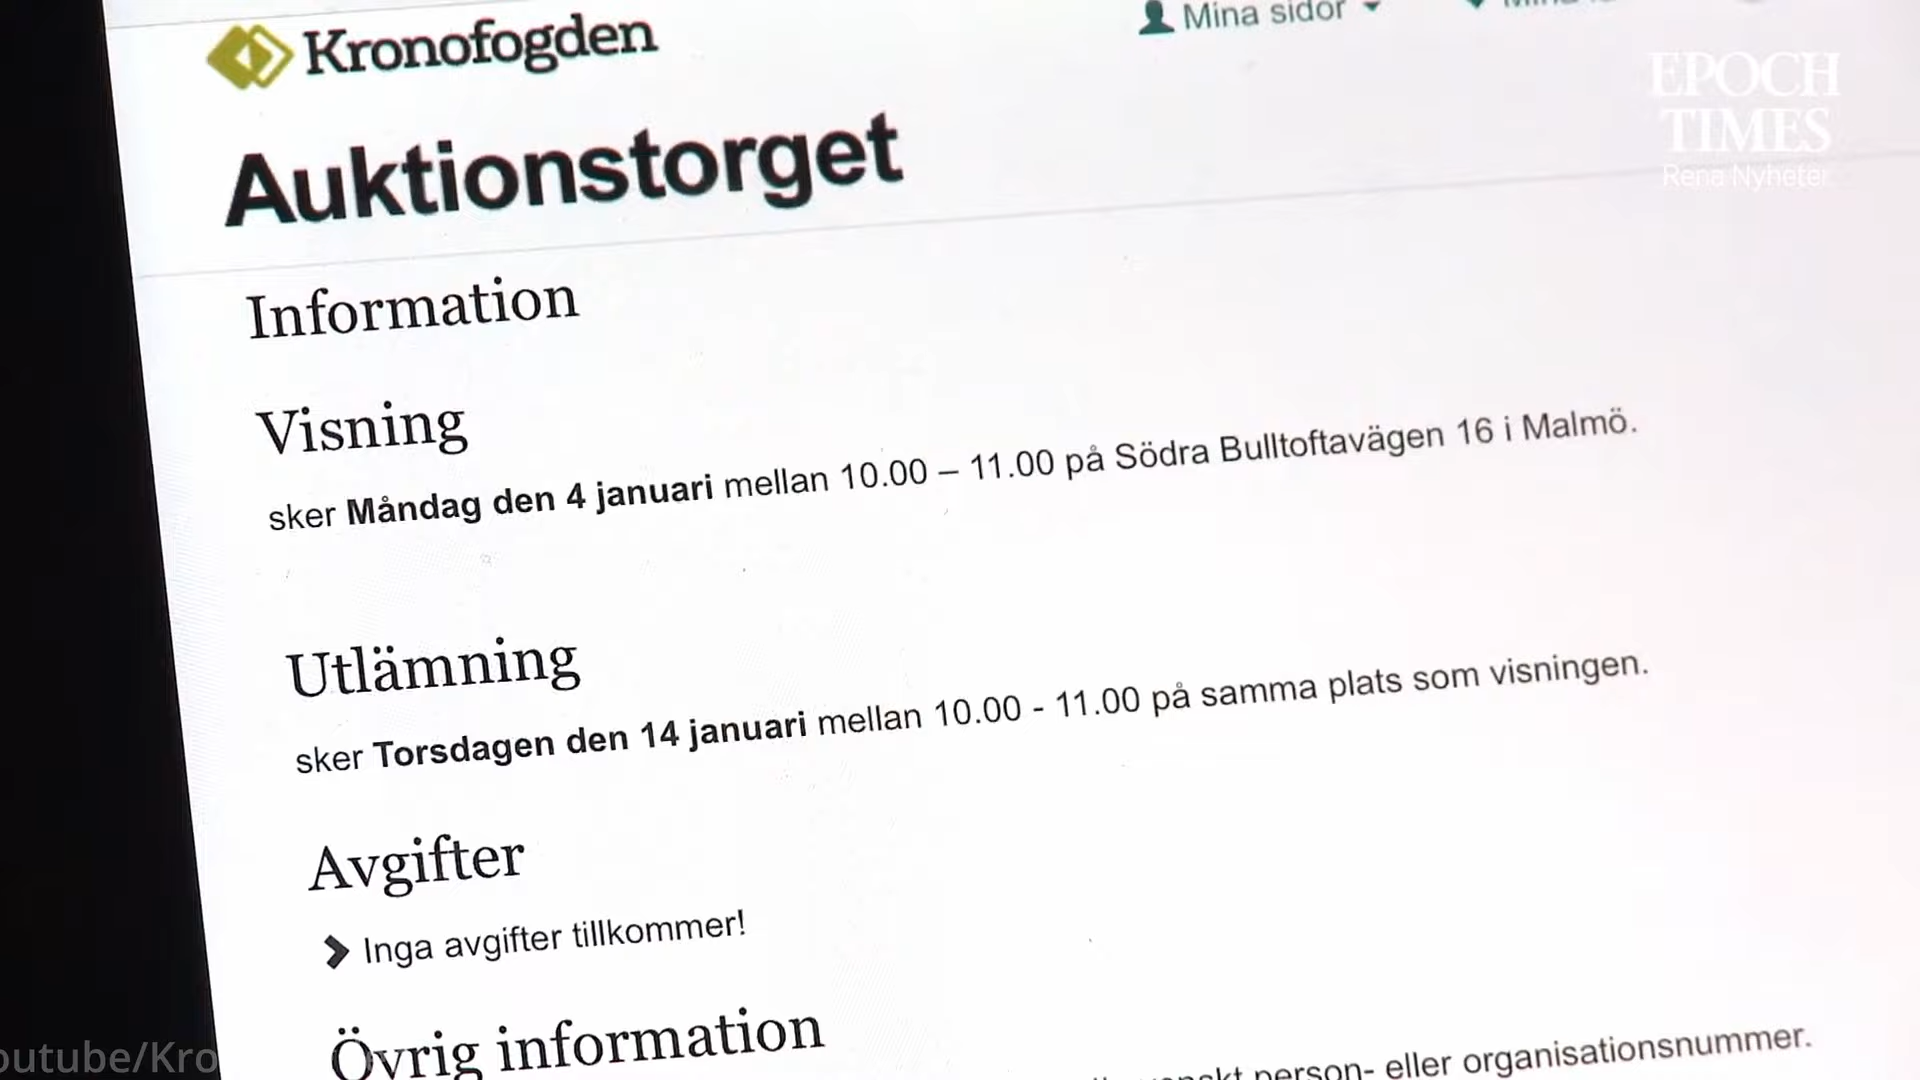 Kronofogden
Mina sidor
EPOCH
TIMES
Rena Nyheter
Auktionstorget
Information
Visning
sker Måndag den 4 januari mellan 10.00 – 11.00 på Södra Bulltoftavägen 16 i Malmö.
Utlämning
sker Torsdagen den 14 januari mellan 10.00 - 11.00 på samma plats som visningen.
Avgifter
Inga avgifter tillkommer!
Övrig information
person- eller organisationsnummer.
outube/Kro